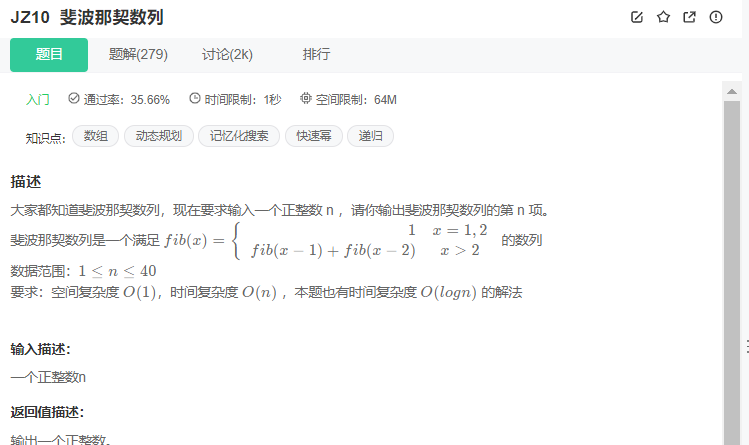 JZ10 斐波那契数列
题目 题解(279) 讨论(2k) 排行
入门 通过率：35.66% 时间限制：1秒 空间限制：64M
知识点： 数组 动态规划 记忆化搜索 快速幂 递归
描述
大家都知道斐波那契数列，现在要求输入一个正整数 n ，请你输出斐波那契数列的第 n 项。
斐波那契数列是一个满足 fib(x) = { 1 x = 1, 2
fib(x − 1) + fib(x − 2) x > 2 的数列
数据范围：1 ≤ n ≤ 40
要求：空间复杂度 O(1)，时间复杂度 O(n) ，本题也有时间复杂度 O(logn) 的解法
输入描述：
一个正整数n
返回值描述：
输出一个正整数。